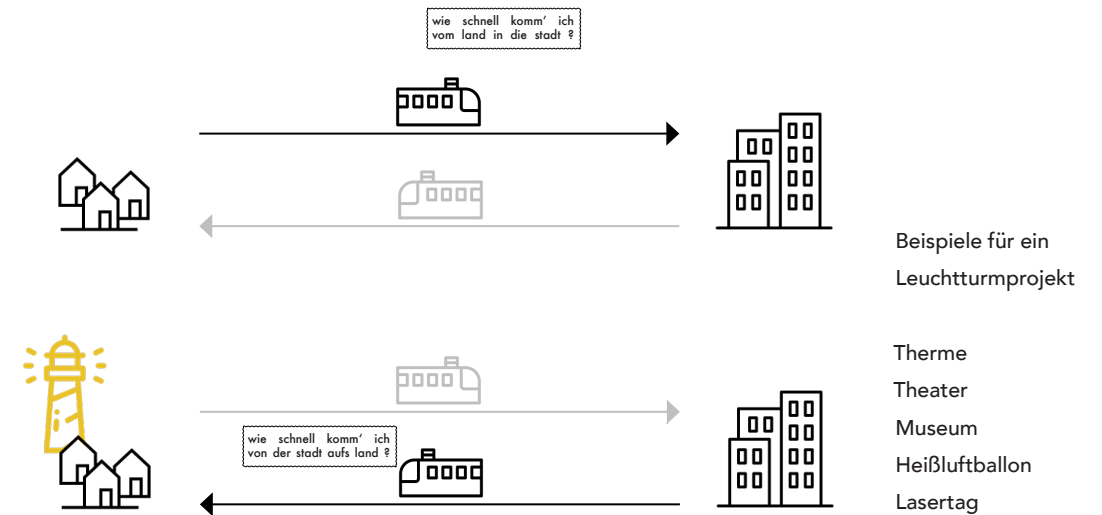 wie schnell komm‘ ich
vom land in die stadt ?
Beispiele für ein
Leuchtturmprojekt
Therme
Theater
Museum
Heißluftballon
Lasertag
wie schnell komm‘ ich
von der stadt aufs land ?